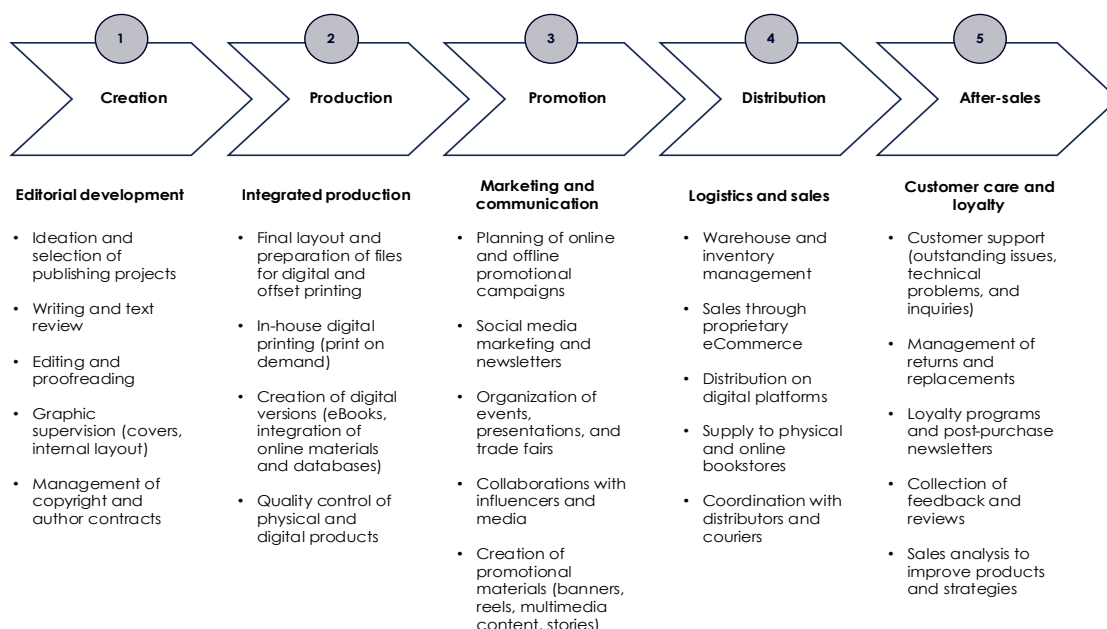 1
Creation
2
Production
3
Promotion
4
Distribution
5
After-sales
Editorial development
• Ideation and
selection of
publishing projects
• Writing and text
review
• Editing and
proofreading
• Graphic
supervision (covers,
internal layout)
• Management of
copyright and
author contracts
Integrated production
• Final layout and
preparation of files
for digital and
offset printing
• In-house digital
printing (print on
demand)
• Creation of digital
versions (eBooks,
integration of
online materials
and databases)
• Quality control of
physical and
digital products
Marketing and
communication
• Planning of online
and offline
promotional
campaigns
• Social media
marketing and
newsletters
• Organization of
events,
presentations, and
trade fairs
• Collaborations with
influencers and
media
• Creation of
promotional
materials (banners,
reels, multimedia
content, stories)
Logistics and sales
• Warehouse and
inventory
management
• Sales through
proprietary
eCommerce
• Distribution on
digital platforms
• Supply to physical
and online
bookstores
• Coordination with
distributors and
couriers
Customer care and
loyalty
• Customer support
(outstanding issues,
technical
problems, and
inquiries)
• Management of
returns and
replacements
• Loyalty programs
and post-purchase
newsletters
• Collection of
feedback and
reviews
• Sales analysis to
improve products
and strategies